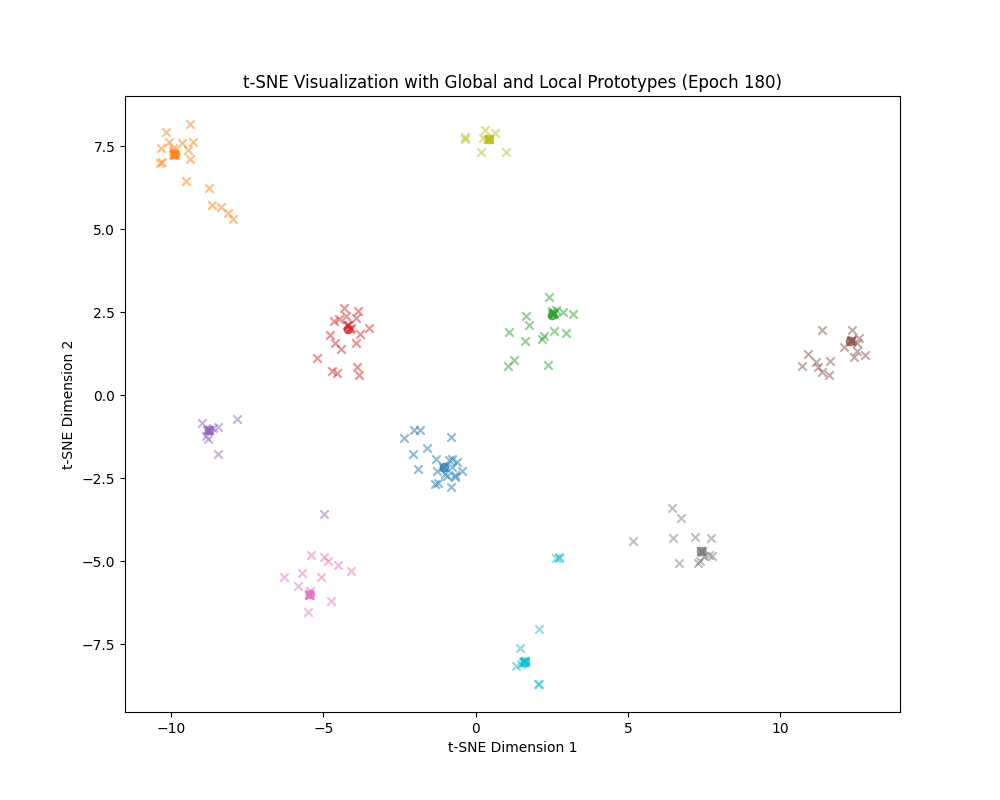 t-SNE Visualization with Global and Local Prototypes (Epoch 180)
7.5
5.0
2.5
0.0
−2.5
−5.0
−7.5
t-SNE Dimension 2
−10 −5 0 5 10
t-SNE Dimension 1